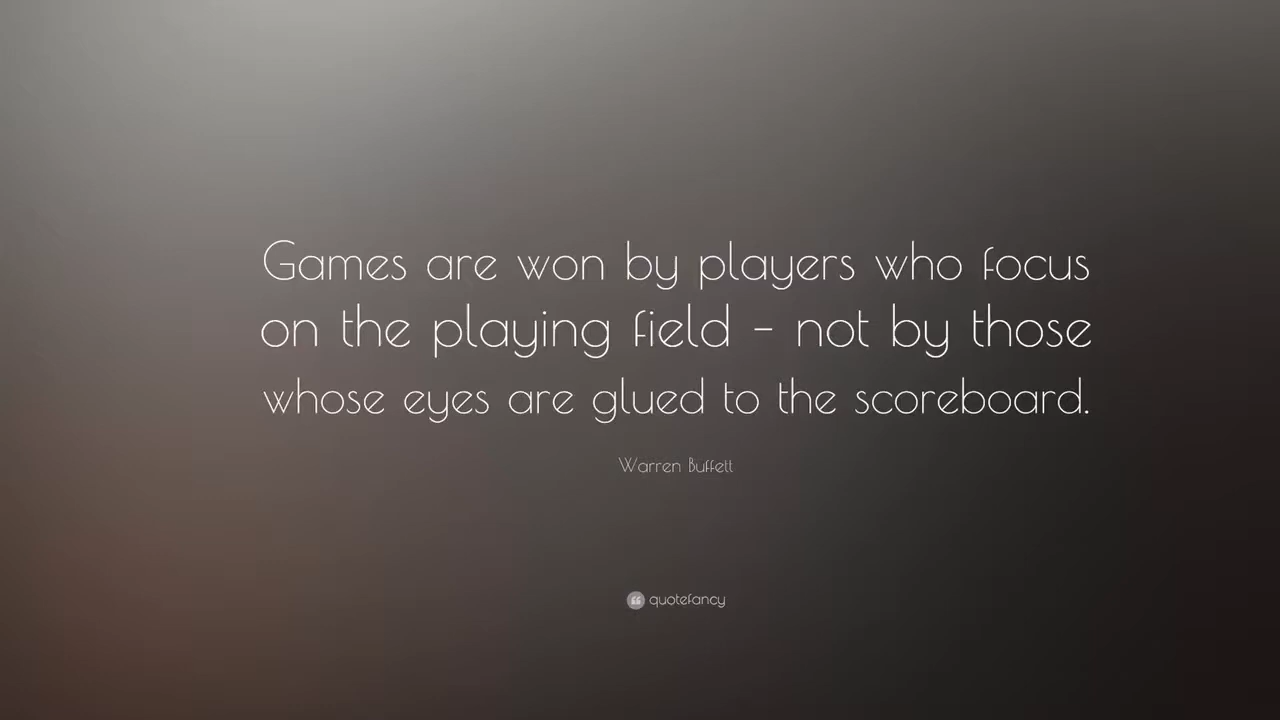 Games are won by players who focus
on the playing field – not by those
whose eyes are glued to the scoreboard.
Warren Buffett
quotefancy